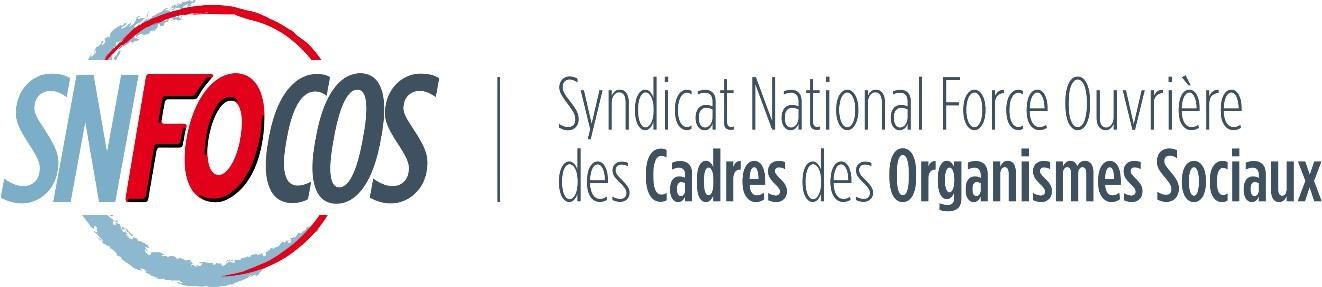 SNFOCOS
Syndicat National Force Ouvrière
des Cadres des Organismes Sociaux